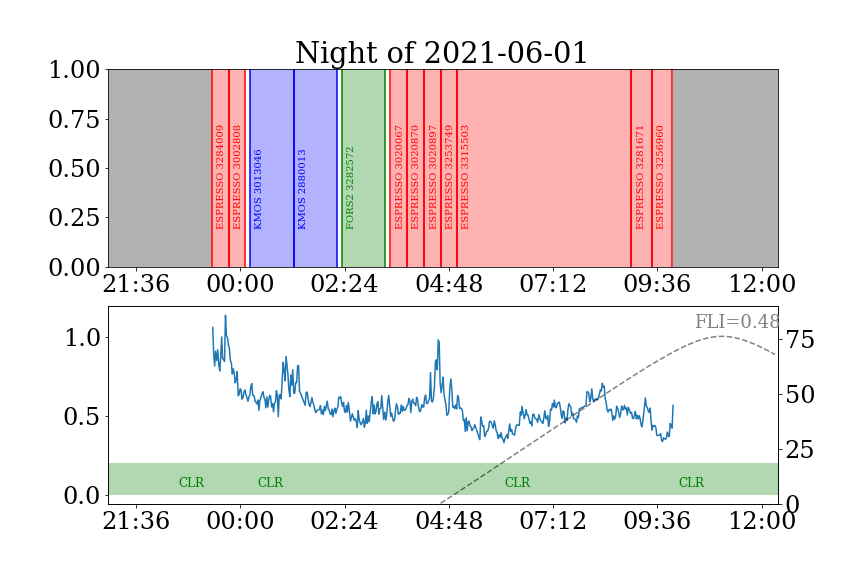 Night of 2021-06-01
1.00
0.75
0.50
0.25
0.00
ESPRESSO 3284009
ESPRESSO 3002808
KMOS 3013046
KMOS 2880013
FORS2 3282572
ESPRESSO 3020067
ESPRESSO 3020870
ESPRESSO 3020897
ESPRESSO 3253749
ESPRESSO 3315503
ESPRESSO 3281671
ESPRESSO 3256960
21:36 00:00 02:24 04:48 07:12 09:36 12:00
FLI=0.48
1.0
0.5
0.0
75
50
25
0
CLR CLR CLR CLR
21:36 00:00 02:24 04:48 07:12 09:36 12:00